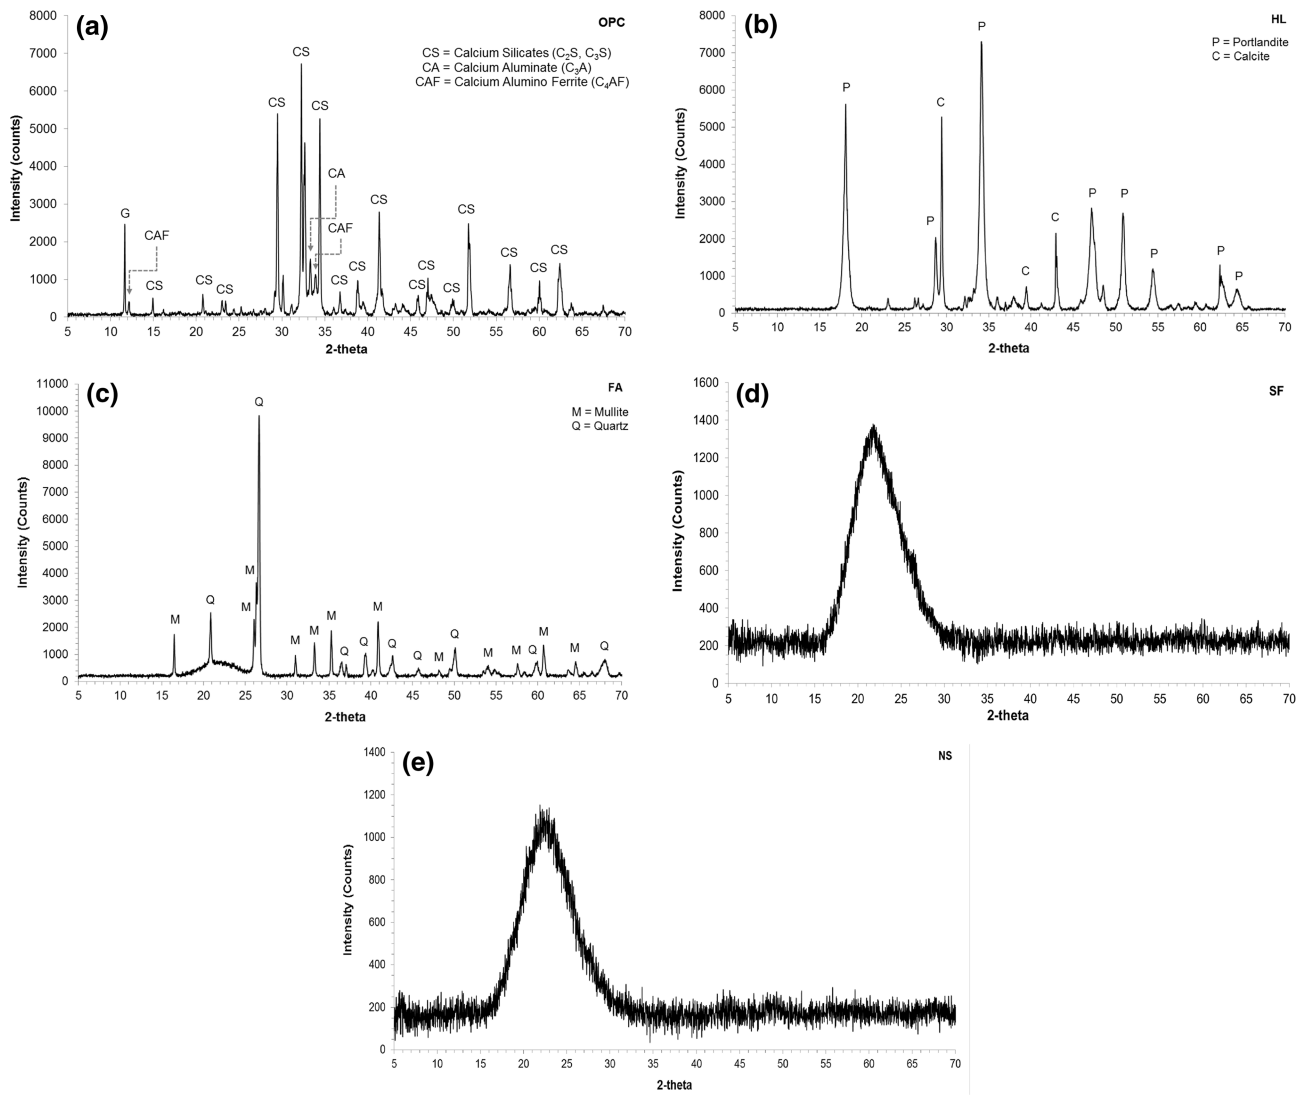 (a)
OPC
CS = Calcium Silicates (C₂S, C₃S)
CA = Calcium Aluminate (C₃A)
CAF = Calcium Alumino Ferrite (C₄AF)
8000
7000
6000
5000
4000
3000
2000
1000
0
Intensity (counts)
G
CAF
CS
CS
CS
CS
CS
CS
CA
CAF
CS
CS
CS
CS
CS
CS
CS
CS
CS
CS
5 10 15 20 25 30 35 40 45 50 55 60 65 70
2-theta
(b)
HL
P = Portlandite
C = Calcite
8000
7000
6000
5000
4000
3000
2000
1000
0
Intensity (Counts)
P
P
C
P
C
C
P
P
P
P
P
5 10 15 20 25 30 35 40 45 50 55 60 65 70
2-theta
(c)
FA
M = Mullite
Q = Quartz
11000
10000
9000
8000
7000
6000
5000
4000
3000
2000
1000
0
Intensity (Counts)
M
Q
M
M
Q
M
M
M
Q
Q
M
Q
Q
M
Q
M
M
Q
M
M
Q
5 10 15 20 25 30 35 40 45 50 55 60 65 70
2-theta
(d)
SF
1600
1400
1200
1000
800
600
400
200
0
Intensity (Counts)
5 10 15 20 25 30 35 40 45 50 55 60 65 70
2-theta
(e)
NS
1400
1200
1000
800
600
400
200
0
Intensity (Counts)
5 10 15 20 25 30 35 40 45 50 55 60 65 70
2-theta